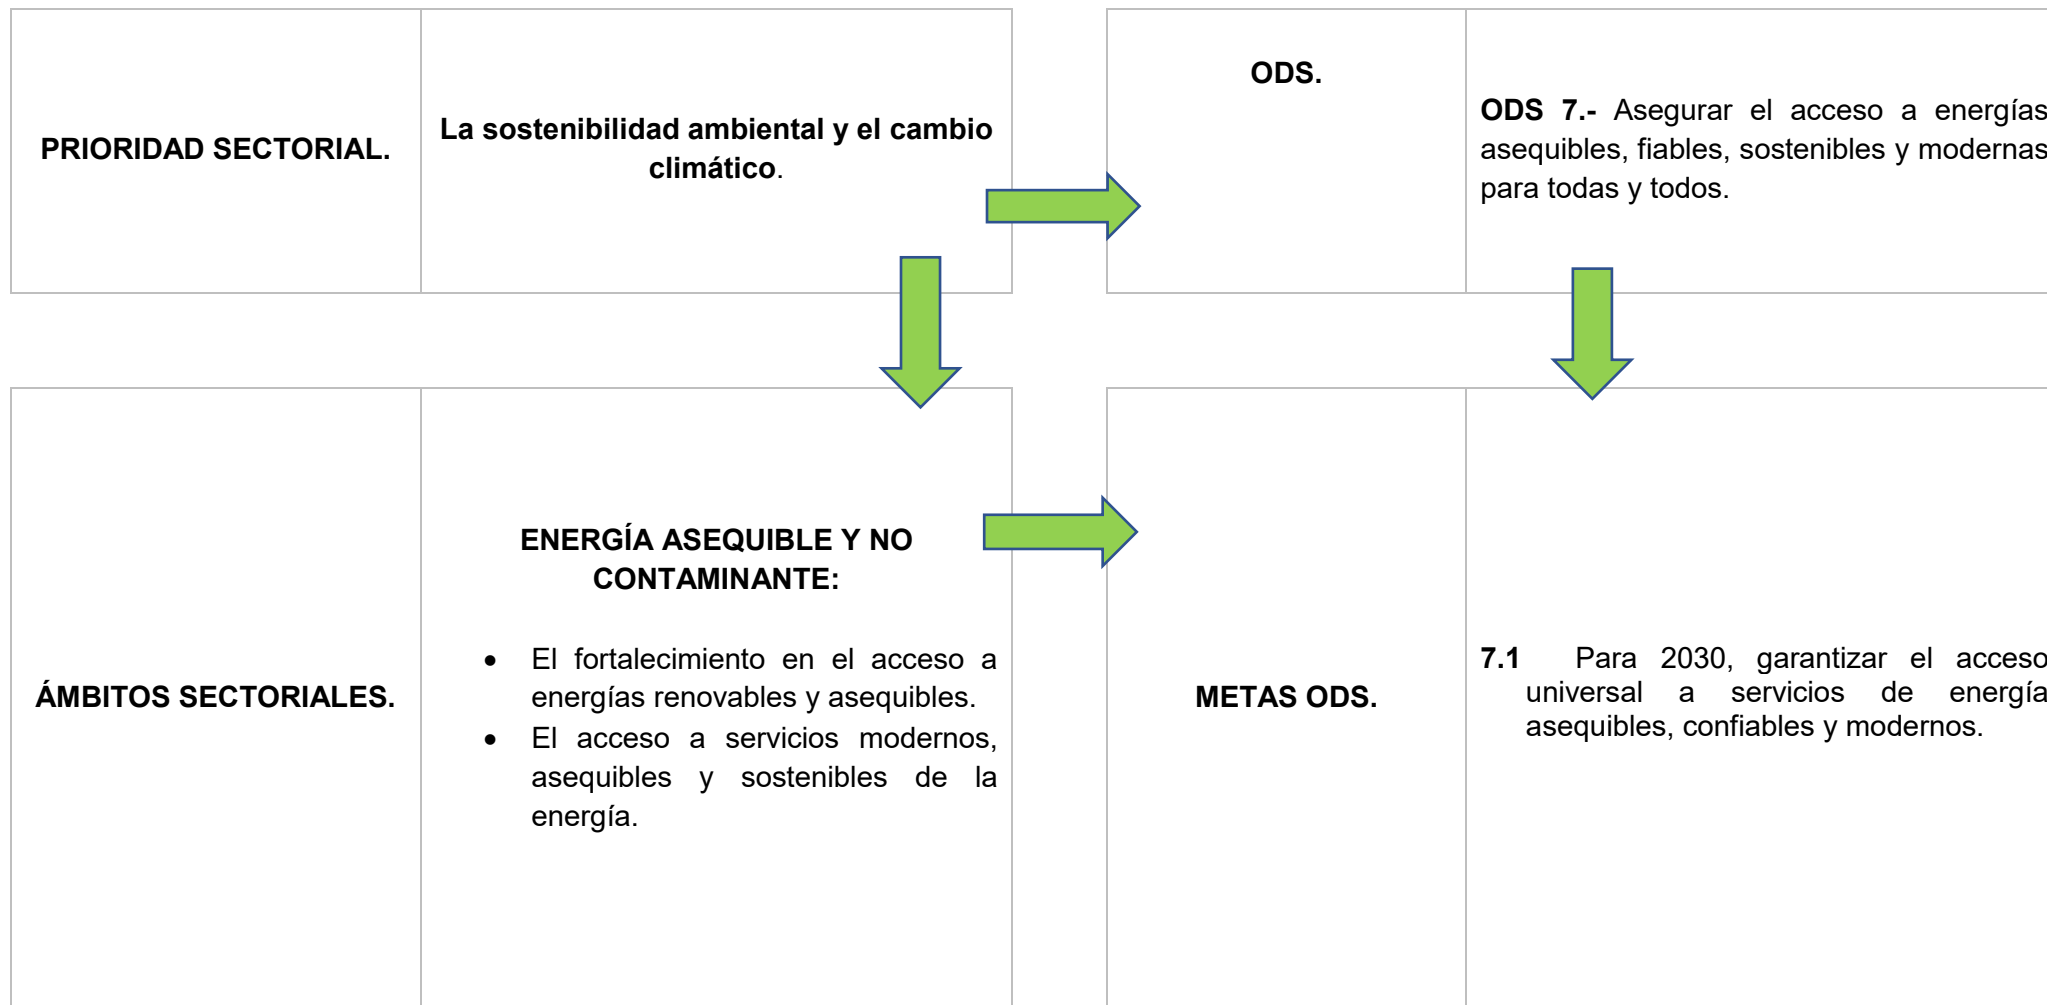 PRIORIDAD SECTORIAL.
La sostenibilidad ambiental y el cambio
climático.
ODS.
ODS 7.- Asegurar el acceso a energías
asequibles, fiables, sostenibles y modernas
para todas y todos.
ÁMBITOS SECTORIALES.
ENERGÍA ASEQUIBLE Y NO
CONTAMINANTE:
• El fortalecimiento en el acceso a
energías renovables y asequibles.
• El acceso a servicios modernos,
asequibles y sostenibles de la
energía.
METAS ODS.
7.1 Para 2030, garantizar el acceso
universal a servicios de energía
asequibles, confiables y modernos.